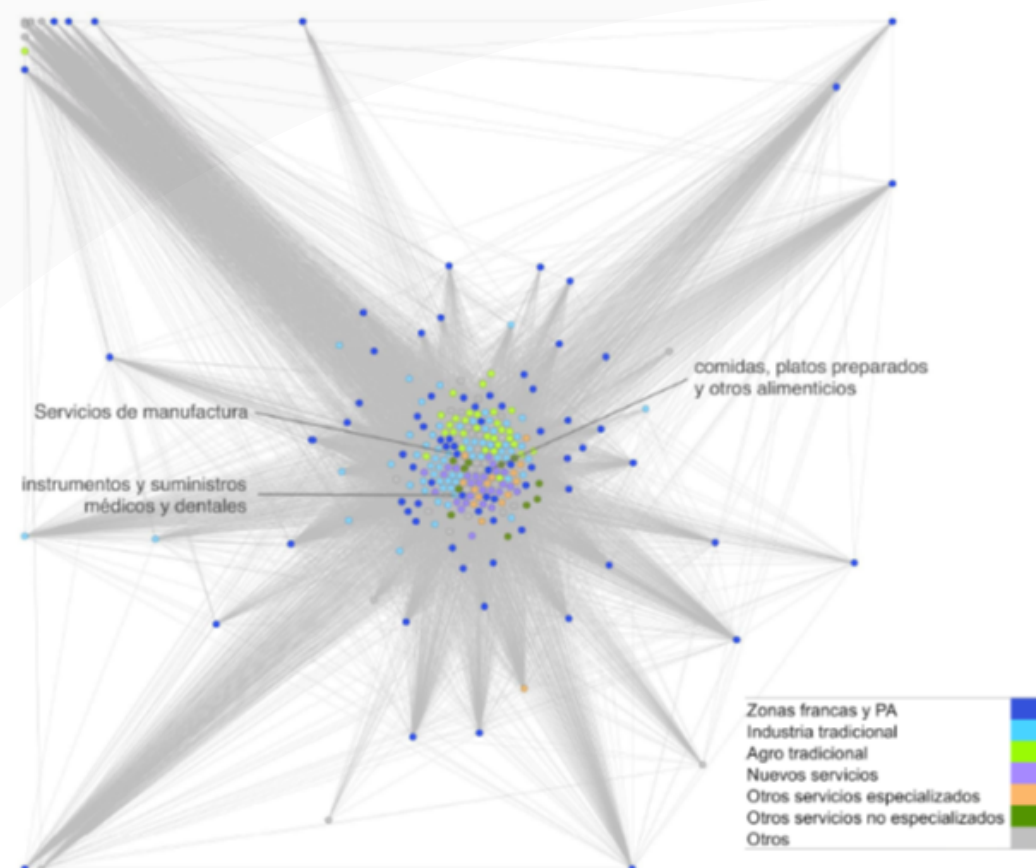 comidas, platos preparados
y otros alimenticios
Servicios de manufactura
instrumentos y suministros
médicos y dentales
Zonas francas y PA
Industria tradicional
Agro tradicional
Nuevos servicios
Otros servicios especializados
Otros servicios no especializados
Otros